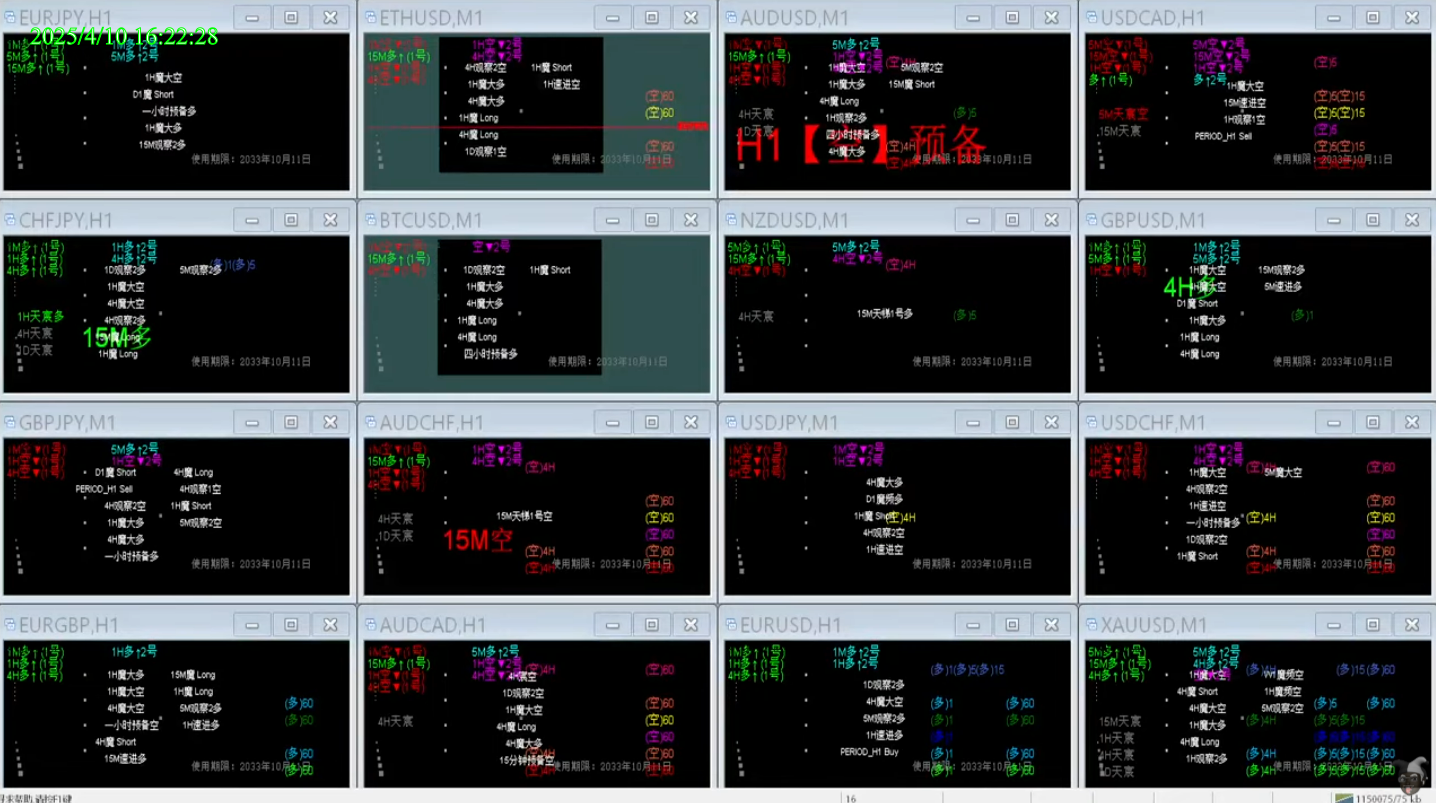 EURJPY,H1
2025/4/10 16:22:28
1M多↑2号
5M多↑(1号)
5M多↑2号
15M多↑(1号)
1H魔大空
D1魔 Short
一小时预备多
1H魔大多
15M观察2多
使用期限: 2033年10月11日
ETHUSD,M1
1H空▼2号
15M多↑(1号)
4H空▼2号
4H观察2空 1H魔 Short
1H魔大多 1H速进空
4H魔大多
1H魔 Long
4H魔 Long
1D观察1空
(空)60
(空)60
(空)60
使用期限: 2033年10月11日
AUDUSD,M1
5M多↑2号
15M多↑(1号)
(空)4H
1H魔大空 5M观察2空
1H魔大多 15M魔 Short
4H魔 Long
4H天宸
1H观察2多
(多)5
四小时预备多
H1【空】预备
4H魔大多
(空)4H
使用期限: 2033年10月11日
USDCAD,H1
5M空▼(1号)
5M空▼2号
15M空▼(1号)
15M空▼2号
1H空▼(1号)
1H空▼2号
多↑(1号)
多↑2号
(空)5
1H魔大空
15M速进空
1H观察1空
PERIOD_H1 Sell
5M天宸空
15M天宸
(空)5(空)15
(空)5(空)15
(空)5
(空)5(空)15
使用期限: 2033年10月11日
CHFJPY,H1
1M多↑(1号)
1H多↑2号
1H多↑(1号)
4H多↑2号
4H多↑(1号)
(多)1(多)5
1D观察2多 5M观察2多
1H魔大空
4H魔大空
1H天宸多
4H观察2多
4H天宸
15M多
15M魔 Long
1D天宸
1H魔 Long
使用期限: 2033年10月11日
BTCUSD,M1
空▼2号
15M多↑(1号)
4H空▼(1号)
1D观察2空 1H魔 Short
1H魔大多
4H魔大多
1H魔 Long
4H魔 Long
四小时预备多
使用期限: 2033年10月11日
NZDUSD,M1
5M多↑(1号)
5M多↑2号
15M多↑(1号)
4H空▼2号
4H空▼(1号)
(空)4H
15M天梯1号多
4H天宸
(多)5
使用期限: 2033年10月11日
GBPUSD,M1
1M多↑(1号)
1M多↑2号
5M多↑(1号)
5M多↑2号
1H空▼(1号)
1H魔大空 15M观察2多
4H多
4H魔大空 5M速进多
D1魔 Short
1H魔大多
(多)1
1H魔 Long
4H魔 Long
使用期限: 2033年10月11日
GBPJPY,M1
1M空▼(1号)
5M多↑2号
1H空▼(1号)
1H空▼2号
4H空▼(1号)
D1魔 Short 4H魔 Long
PERIOD_H1 Sell 4H观察1空
4H观察2空 1H魔 Short
1H魔大多 5M观察2空
4H魔大多
一小时预备多
使用期限: 2033年10月11日
AUDCHF,H1
1H空▼2号
15M多↑(1号)
4H空▼2号
(空)4H
15M天梯1号空
4H天宸
1D天宸
15M空
(空)60
(空)60
(空)60
(空)60
(空)4H
(空)4H
使用期限: 2033年10月11日
USDJPY,M1
1M空▼(1号)
1H空▼(1号)
4H空▼(1号)
1H空▼2号
4H空▼2号
4H魔大多
D1魔频多
1H魔 Short
(空)4H
4H观察2空
1H速进空
使用期限: 2033年10月11日
USDCHF,M1
1M空▼(1号)
1H空▼(1号)
4H空▼(1号)
1H空▼2号
4H空▼2号
1H魔大空
(空)4H
5M魔大空
(空)60
4H观察2空
1H速进空
一小时预备多
(空)4H
1D观察2空
1H魔 Short
(空)4H
(空)4H
(空)60
(空)60
(空)60
(空)60
使用期限: 2033年10月11日
EURGBP,H1
1M多↑(1号)
1H多↑(1号)
4H多↑(1号)
1H多↑2号
1H魔大多 15M魔 Long
1H魔大空 1H魔 Long
4H魔大空 5M观察2多
一小时预备空 1H速进多
4H魔 Short
15M速进多
(多)60
(多)60
(多)60
(多)60
使用期限: 2033年10月11日
AUDCAD,H1
1M空▼(1号)
5M多↑2号
15M多↑(1号)
1H空▼2号
1H空▼(1号)
4H空▼2号
4H空▼(1号)
(空)4H
(空)60
1D观察2空
1H魔大空
4H魔 Long
4H天宸
4H魔大多
15分钟预备空
(空)4H
(空)4H
(空)60
(空)60
(空)60
(空)60
使用期限: 2033年10月11日
EURUSD,H1
1M多↑(1号)
1H多↑(1号)
4H多↑(1号)
1H多↑2号
1M多↑2号
(多)1(多)5(多)15
1D观察2多
4H魔大空
5M观察2多
1H速进多
PERIOD_H1 Buy
(多)1 (多)60
(多)1 (多)60
(多)1
(多)1 (多)60
(多)1 (多)60
使用期限: 2033年10月11日
XAUUSD,M1
5M多↑(1号)
5M多↑2号
15M多↑(1号)
4H多↑2号
4H多↑(1号)
(多)4H
(多)15(多)60
1H魔大空
4H魔 Short 1H魔频空
4H魔大空 5M观察2空
1H魔大多
4H魔 Long
1H观察2多
15M天宸
1H天宸
4H天宸
1D天宸
(多)5 (多)60
(多)4H (多)5(多)15
(多)4H (多)5(多)15(多)60
(多)4H (多)5(多)15(多)60
使用期限: 2033年10月11日
16
1150075/75 kb